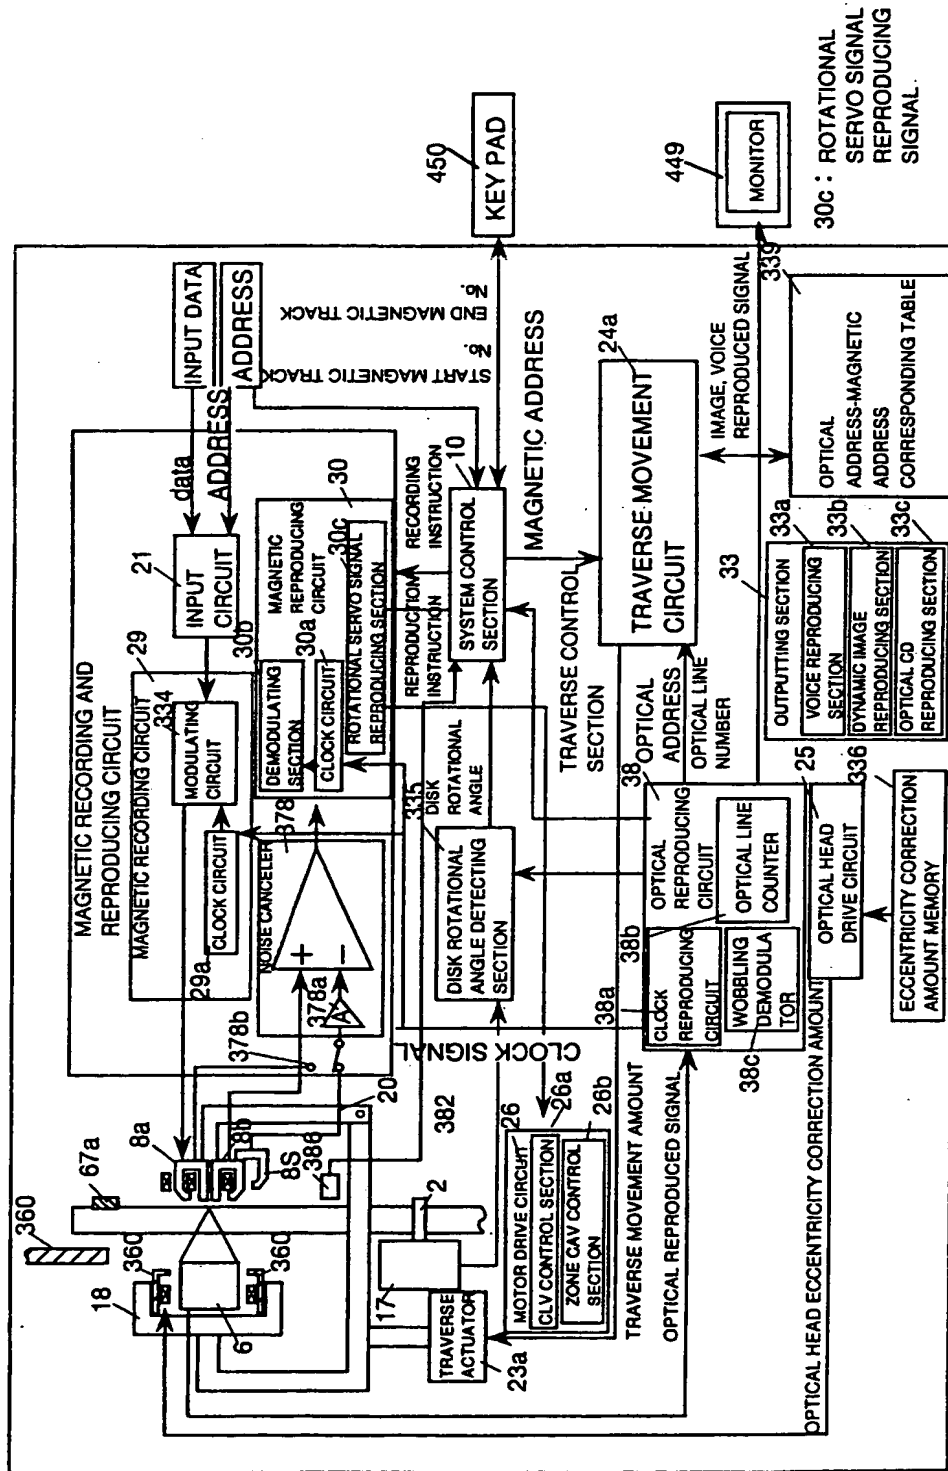 MAGNETIC RECORDING AND
REPRODUCING CIRCUIT
MAGNETIC RECORDING CIRCUIT
29
334
MODULATING
CIRCUIT
CLOCK CIRCUIT
29a
21
INPUT
CIRCUIT
data
ADDRESS
INPUT DATA
ADDRESS
30b
DEMODULATING
SECTION
MAGNETIC
REPRODUCING
CIRCUIT
30a
CLOCK CIRCUIT
30
30c
ROTATIONAL SERVO SIGNAL
REPRODUCING SECTION
378
NOISE CANCELER
+
−
A
378a
378b
REPRODUCTION
INSTRUCTION
RECORDING
INSTRUCTION
10
SYSTEM CONTROL
SECTION
START MAGNETIC TRACK
No.
END MAGNETIC TRACK
No.
450
KEY PAD
MAGNETIC ADDRESS
TRAVERSE CONTROL
SECTION
24a
TRAVERSE MOVEMENT
CIRCUIT
335
DISK
ROTATIONAL
ANGLE
DISK ROTATIONAL
ANGLE DETECTING
SECTION
OPTICAL
ADDRESS
OPTICAL LINE
NUMBER
IMAGE, VOICE
REPRODUCED SIGNAL
449
MONITOR
30c : ROTATIONAL
SERVO SIGNAL
REPRODUCING
SIGNAL.
339
OPTICAL
ADDRESS-MAGNETIC
ADDRESS
CORRESPONDING TABLE
33
OUTPUTTING SECTION
33a
VOICE REPRODUCING
SECTION
33b
DYNAMIC IMAGE
REPRODUCING SECTION
33c
OPTICAL CD
REPRODUCING SECTION
38
OPTICAL
REPRODUCING
CIRCUIT
38b
OPTICAL LINE
COUNTER
38a
CLOCK
REPRODUCING
CIRCUIT
WOBBLING
DEMODULA
TOR
38c
25
OPTICAL HEAD
DRIVE CIRCUIT
336
ECCENTRICITY CORRECTION
AMOUNT MEMORY
CLOCK SIGNAL
360
67a
8a
8b
8S
386
20
382
2
18
360
360
6
17
TRAVERSE
ACTUATOR
23a
26
MOTOR DRIVE CIRCUIT
26a
CLV CONTROL SECTION
26b
ZONE CAV CONTROL
SECTION
TRAVERSE MOVEMENT AMOUNT
OPTICAL REPRODUCED SIGNAL
OPTICAL HEAD ECCENTRICITY CORRECTION AMOUNT